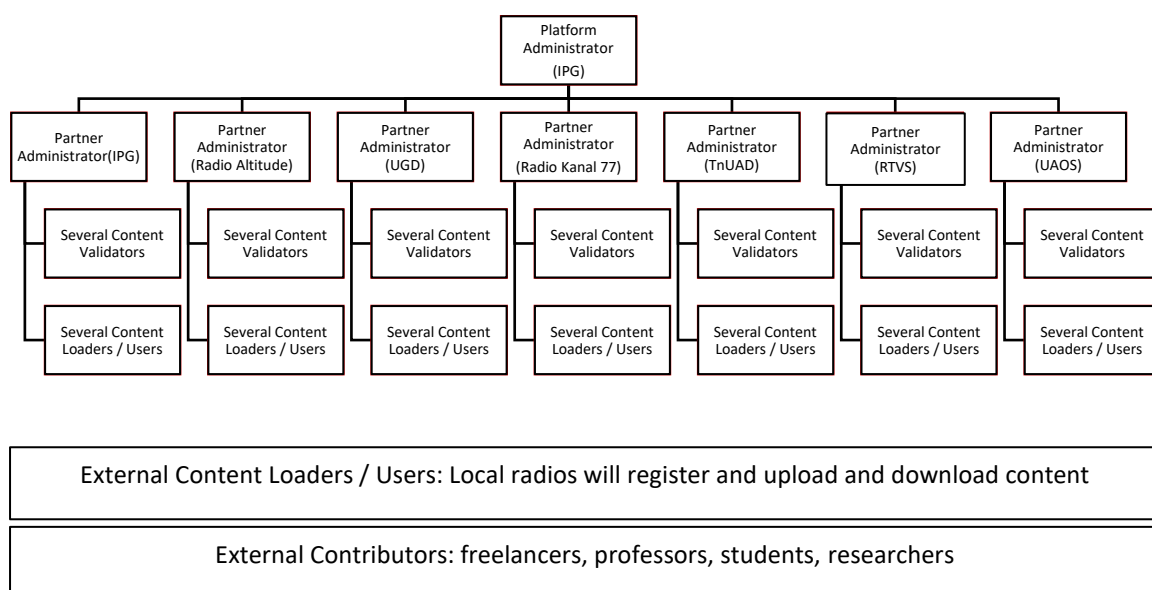 Platform
Administrator
(IPG)
Partner
Administrator(IPG)
Partner
Administrator
(Radio Altitude)
Partner
Administrator
(UGD)
Partner
Administrator
(Radio Kanal 77)
Partner
Administrator
(TnUAD)
Partner
Administrator
(RTVS)
Partner
Administrator
(UAOS)
Several Content
Validators
Several Content
Validators
Several Content
Validators
Several Content
Validators
Several Content
Validators
Several Content
Validators
Several Content
Validators
Several Content
Loaders / Users
Several Content
Loaders / Users
Several Content
Loaders / Users
Several Content
Loaders / Users
Several Content
Loaders / Users
Several Content
Loaders / Users
Several Content
Loaders / Users
External Content Loaders / Users: Local radios will register and upload and download content
External Contributors: freelancers, professors, students, researchers